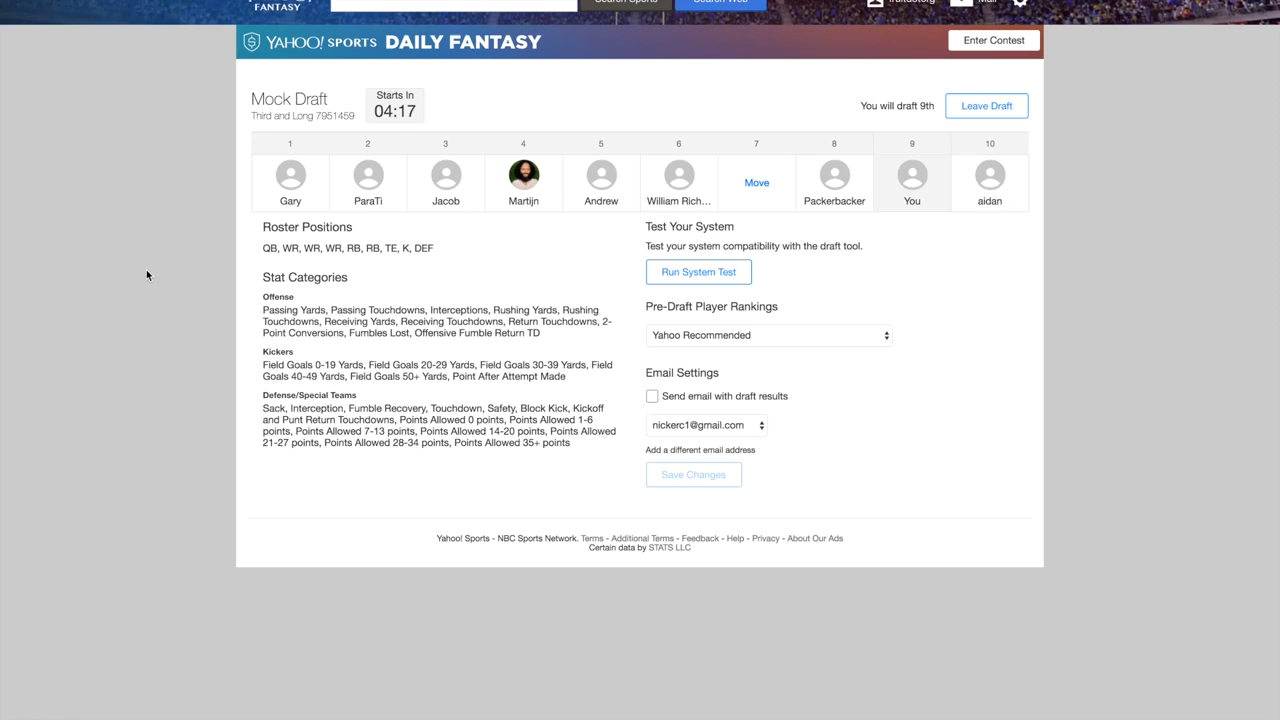 FANTASY
Search Sports
Search Web
Mail
YAHOO! SPORTS DAILY FANTASY
Enter Contest
Mock Draft
Third and Long 7951459
Starts In
04:17
You will draft 9th
Leave Draft
1 2 3 4 5 6 7 8 9 10
Gary ParaTi Jacob Martijn Andrew William Rich... Move Packerbacker You aidan
Roster Positions
QB, WR, WR, WR, RB, RB, TE, K, DEF
Stat Categories
Offense
Passing Yards, Passing Touchdowns, Interceptions, Rushing Yards, Rushing
Touchdowns, Receiving Yards, Receiving Touchdowns, Return Touchdowns, 2-
Point Conversions, Fumbles Lost, Offensive Fumble Return TD
Kickers
Field Goals 0-19 Yards, Field Goals 20-29 Yards, Field Goals 30-39 Yards, Field
Goals 40-49 Yards, Field Goals 50+ Yards, Point After Attempt Made
Defense/Special Teams
Sack, Interception, Fumble Recovery, Touchdown, Safety, Block Kick, Kickoff
and Punt Return Touchdowns, Points Allowed 0 points, Points Allowed 1-6
points, Points Allowed 7-13 points, Points Allowed 14-20 points, Points Allowed
21-27 points, Points Allowed 28-34 points, Points Allowed 35+ points
Test Your System
Test your system compatibility with the draft tool.
Run System Test
Pre-Draft Player Rankings
Yahoo Recommended
Email Settings
Send email with draft results
nickerc1@gmail.com
Add a different email address
Save Changes
Yahoo! Sports - NBC Sports Network. Terms - Additional Terms - Feedback - Help - Privacy - About Our Ads
Certain data by STATS LLC